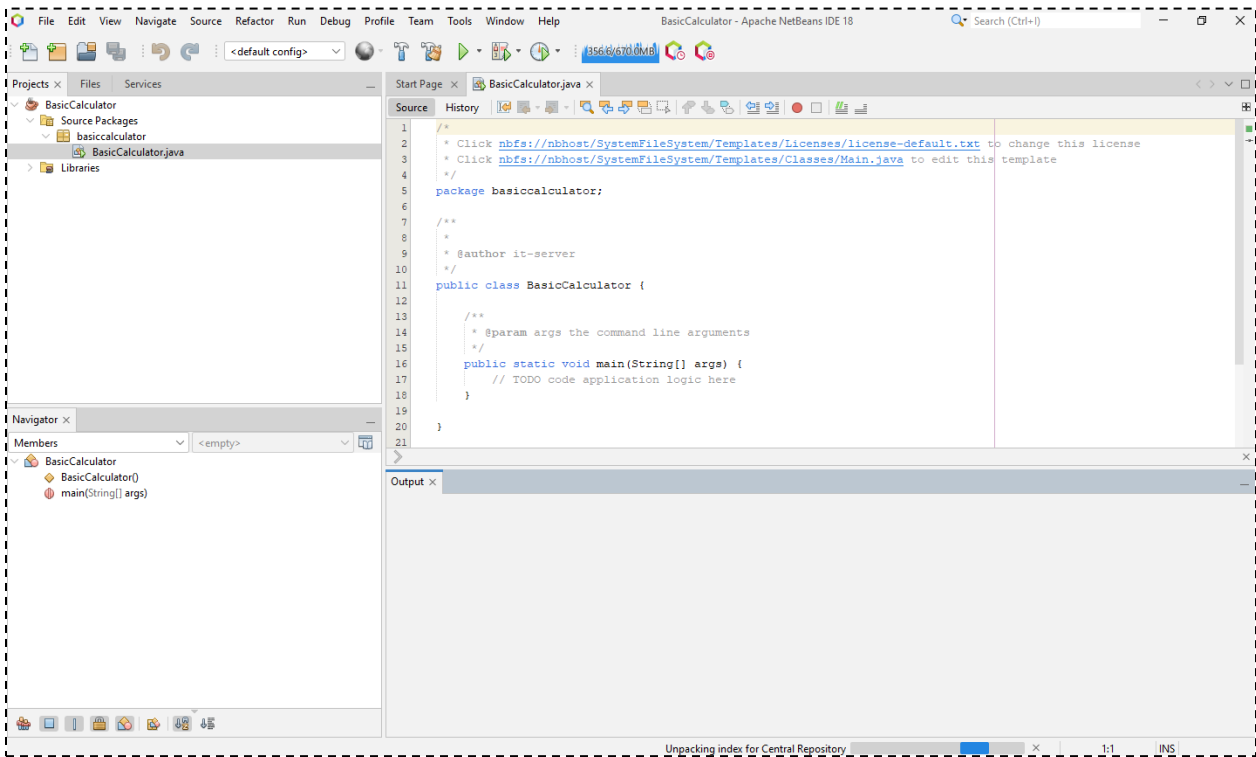 File Edit View Navigate Source Refactor Run Debug Profile Team Tools Window Help BasicCalculator - Apache NetBeans IDE 18 Search (Ctrl+I)
<default config> 356.6/670.0MB
Projects Files Services
BasicCalculator
Source Packages
basiccalculator
BasicCalculator.java
Libraries
Navigator
Members <empty>
BasicCalculator
BasicCalculator()
main(String[] args)
Start Page BasicCalculator.java
Source History
1 /*
2 * Click nbfs://nbhost/SystemFileSystem/Templates/Licenses/license-default.txt to change this license
3 * Click nbfs://nbhost/SystemFileSystem/Templates/Classes/Main.java to edit this template
4 */
5 package basiccalculator;
6
7 /**
8 *
9 * @author it-server
10 */
11 public class BasicCalculator {
12
13 /**
14 * @param args the command line arguments
15 */
16 public static void main(String[] args) {
17 // TODO code application logic here
18 }
19
20 }
21
Output
Unpacking index for Central Repository 1:1 INS